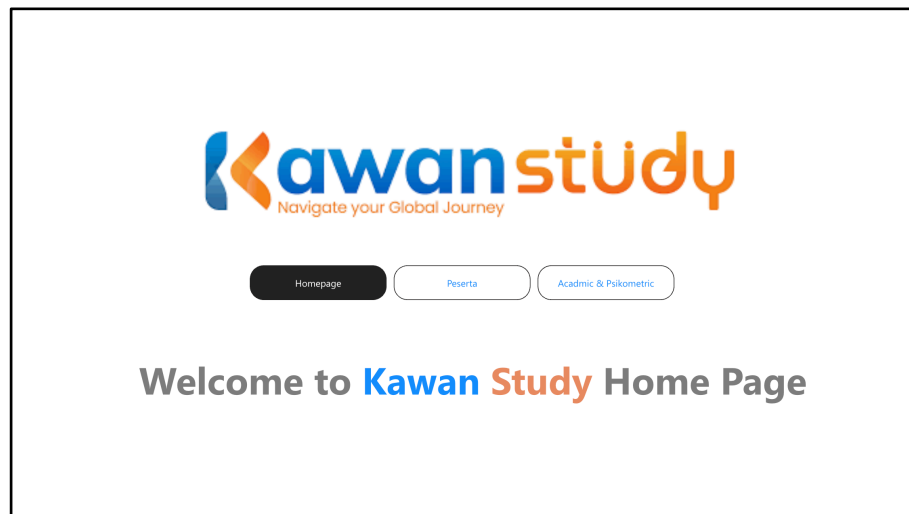 Kawan study
Navigate your Global Journey
Homepage
Peserta
Acadmic & Psikometric
Welcome to Kawan Study Home Page